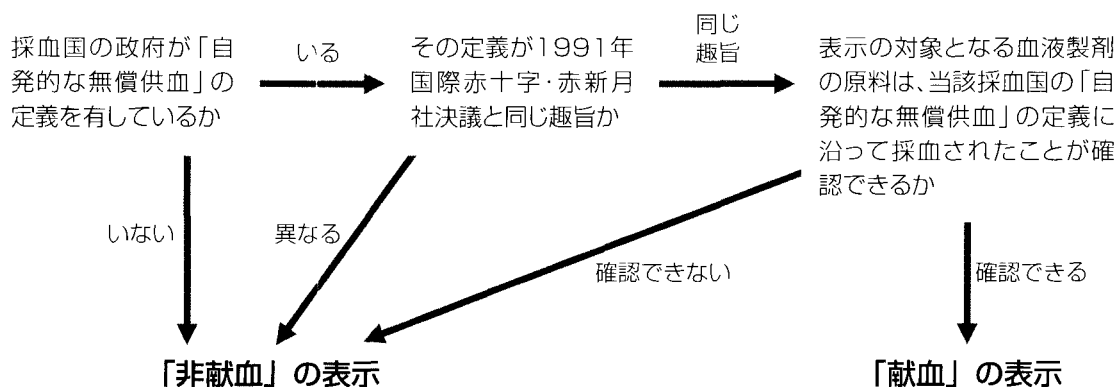 採血国の政府が「自
発的な無償供血」の
定義を有しているか
いる
その定義が1991年
国際赤十字・赤新月
社決議と同じ趣旨か
同じ
趣旨
表示の対象となる血液製剤
の原料は、当該採血国の「自
発的な無償供血」の定義に
沿って採血されたことが確
認できるか
いない
異なる
確認できない
確認できる
「非献血」の表示
「献血」の表示